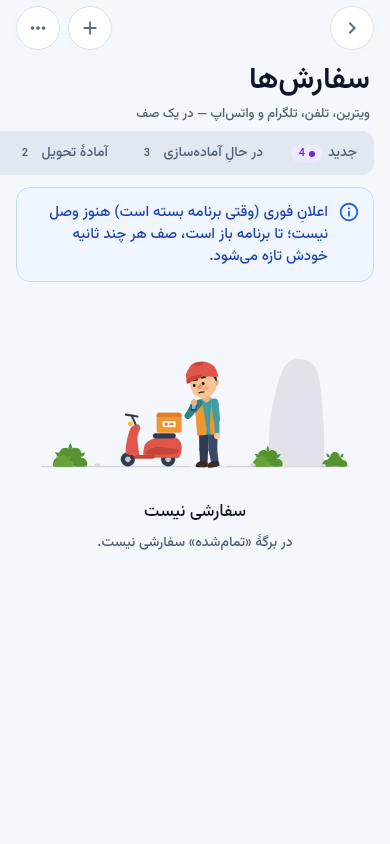 سفارش‌ها
ویترین، تلفن، تلگرام و واتس‌اپ — در یک صف
جدید 4 در حالِ آماده‌سازی 3 آمادهٔ تحویل 2
اعلانِ فوری (وقتی برنامه بسته است) هنوز وصل
نیست؛ تا برنامه باز است، صف هر چند ثانیه
خودش تازه می‌شود.
سفارشی نیست
در برگهٔ «تمام‌شده» سفارشی نیست.